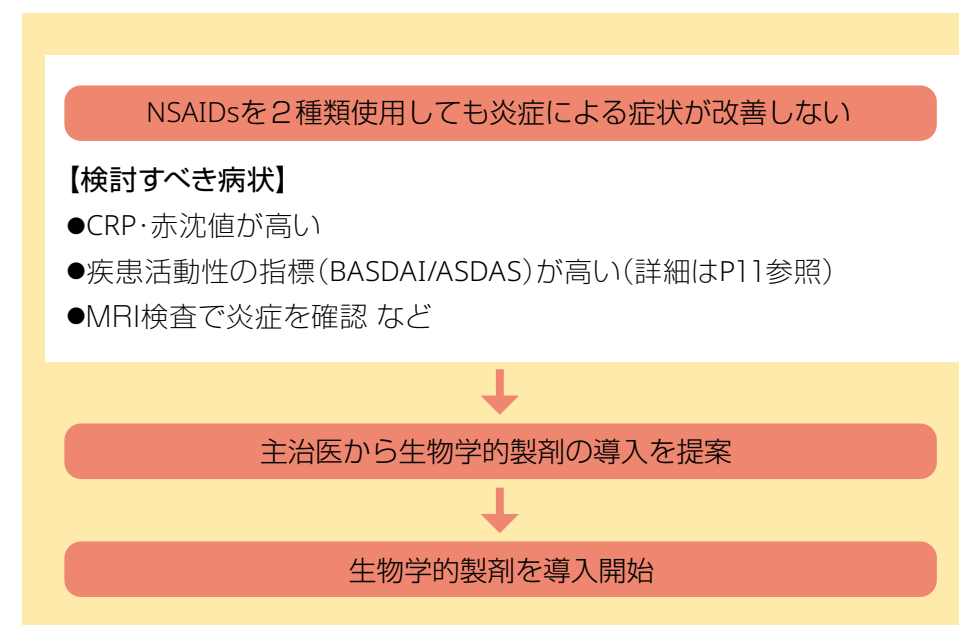 NSAIDsを２種類使用しても炎症による症状が改善しない
【検討すべき病状】
●CRP･赤沈値が高い
●疾患活動性の指標（BASDAI/ASDAS）が高い（詳細はP11参照）
●MRI検査で炎症を確認 など
主治医から生物学的製剤の導入を提案
生物学的製剤を導入開始